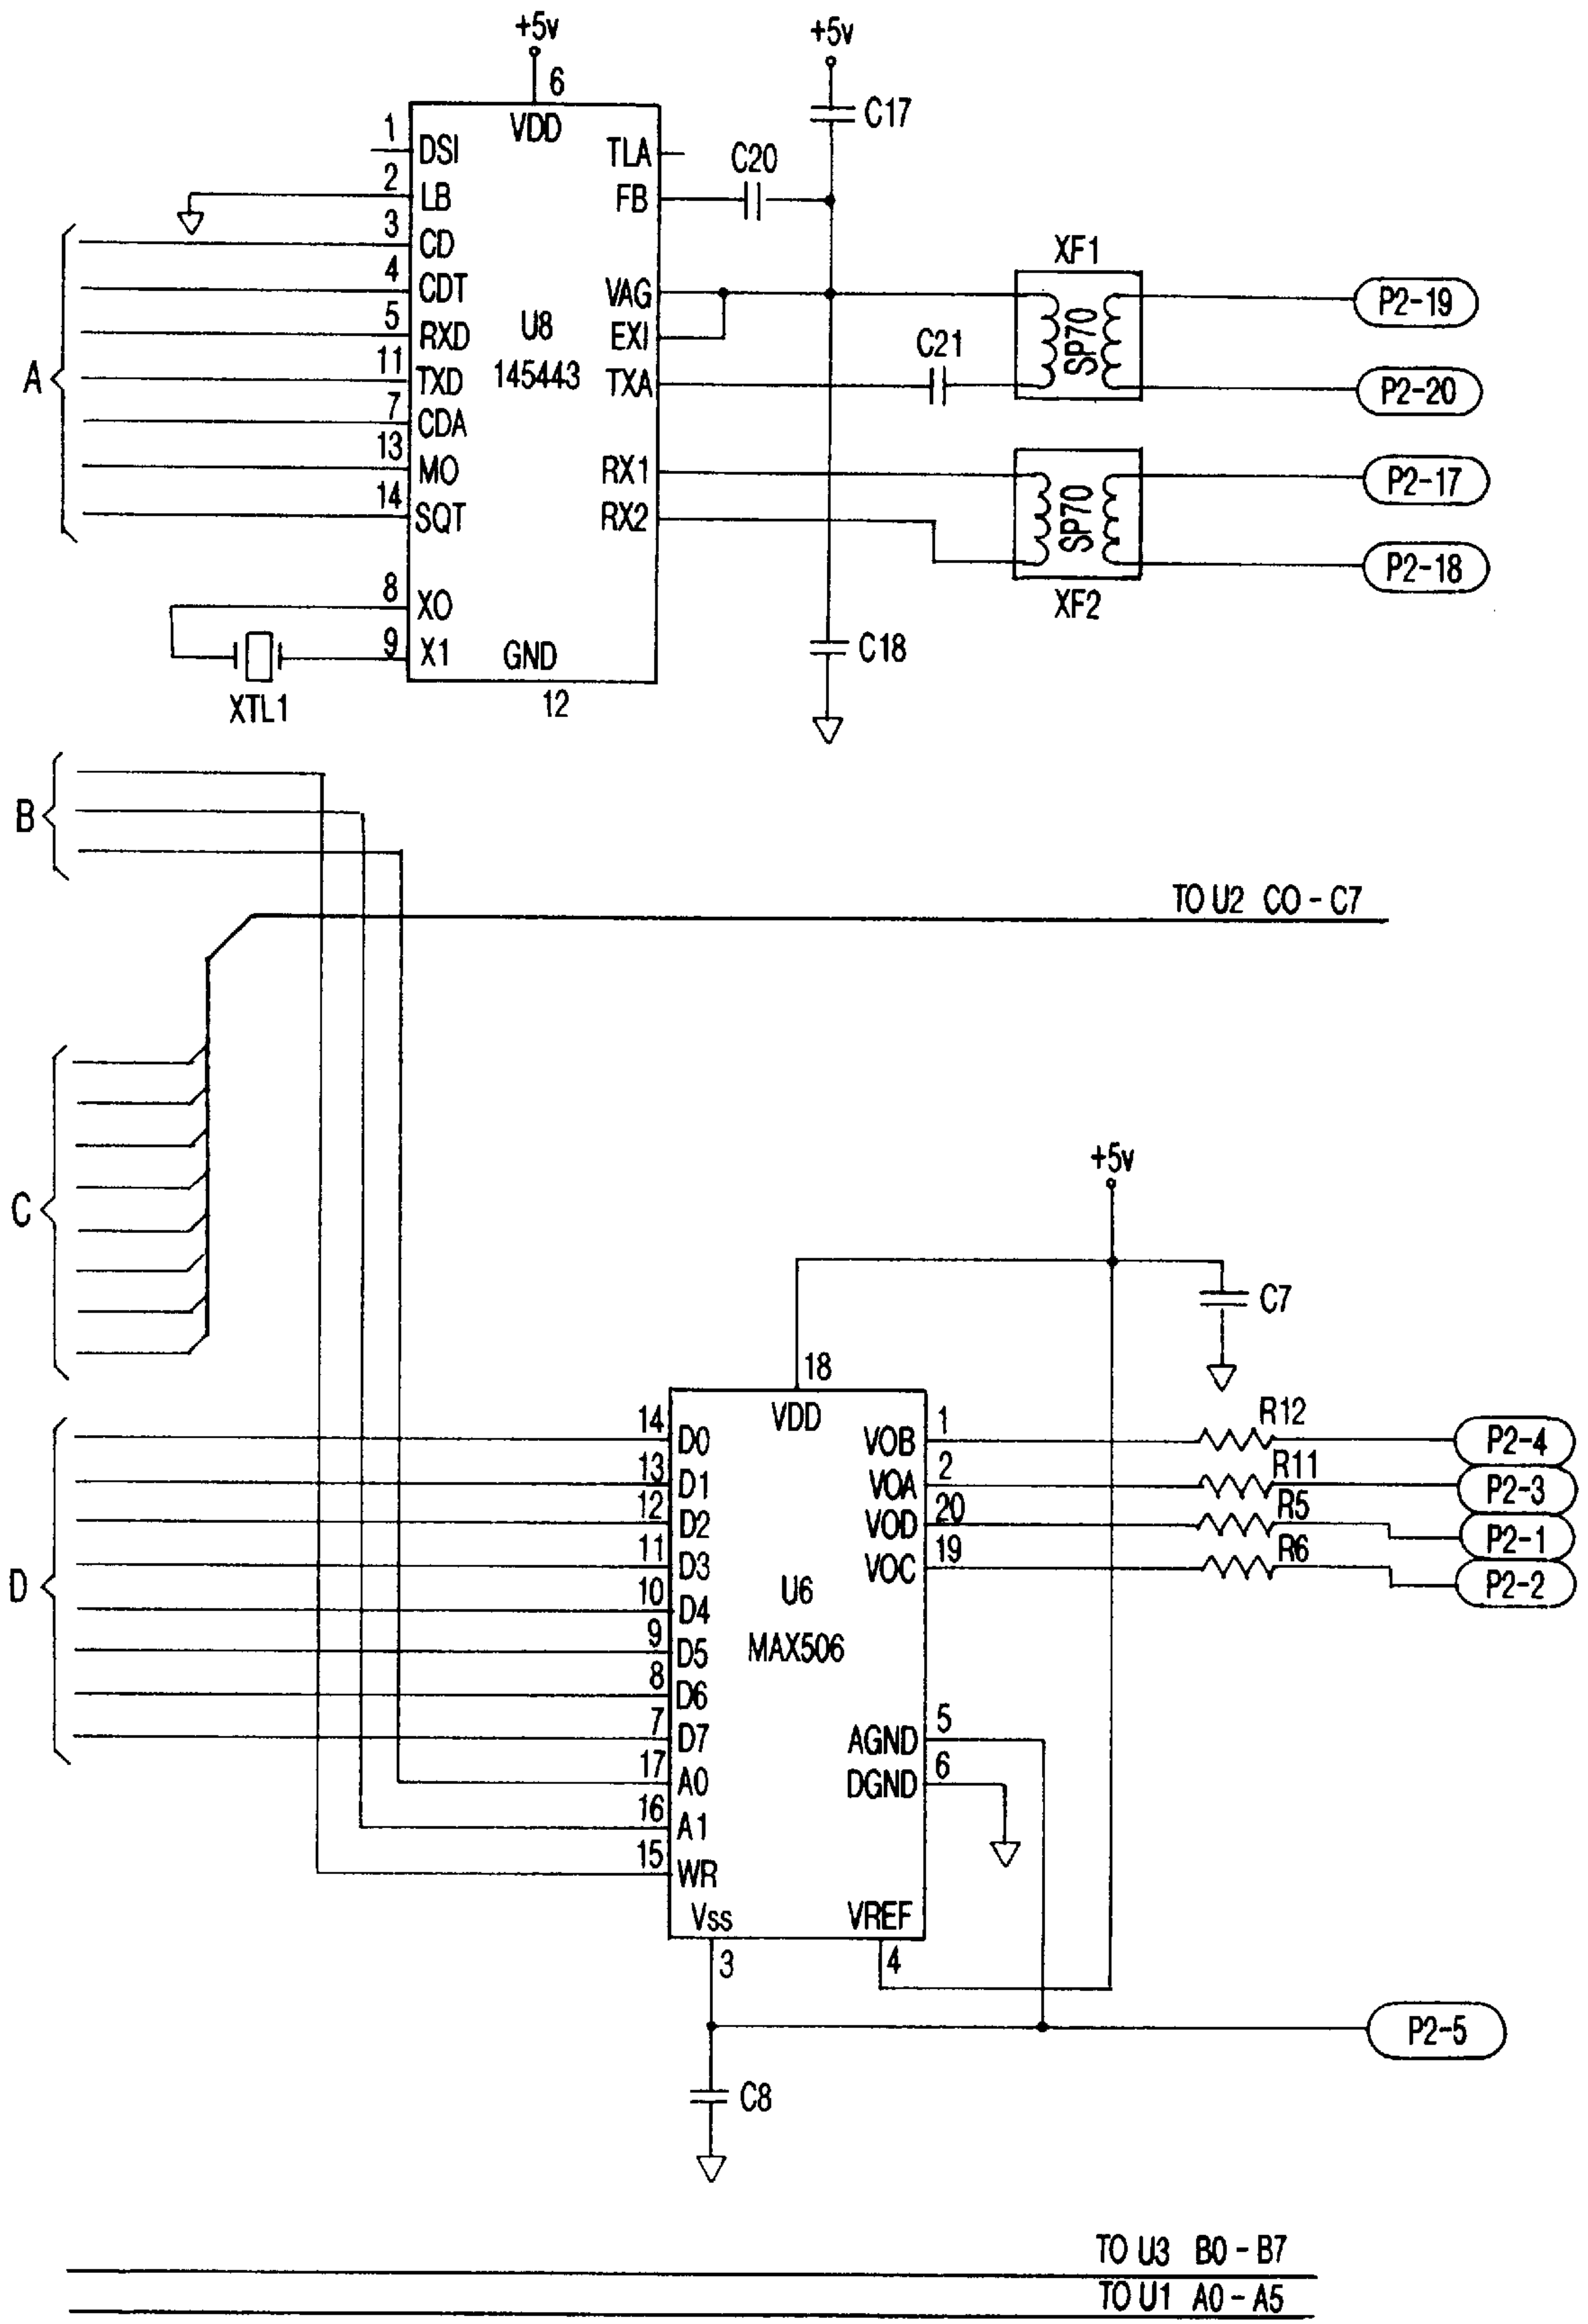 +5v
+5v
6
C17
VDD
1
DSI
TLA
C20
2
LB
FB
3
CD
XF1
4
CDT
VAG
P2-19
5
RXD
U8
EXI
SP70
A
11
TXD
145443
TXA
C21
P2-20
7
CDA
13
MO
RX1
P2-17
14
SQT
RX2
SP70
P2-18
8
XO
XF2
9
X1
GND
C18
XTL1
12
B
TO U2 CO - C7
C
+5v
C7
18
VDD
14
D0
VOB
1
R12
P2-4
13
D1
VOA
2
R11
P2-3
12
D2
VOD
20
R5
P2-1
11
D3
VOC
19
R6
P2-2
D
10
D4
U6
9
D5
MAX506
8
D6
7
D7
AGND
5
17
A0
DGND
6
16
A1
15
WR
Vss
VREF
3
4
P2-5
C8
TO U3 B0 - B7
TO U1 A0 - A5